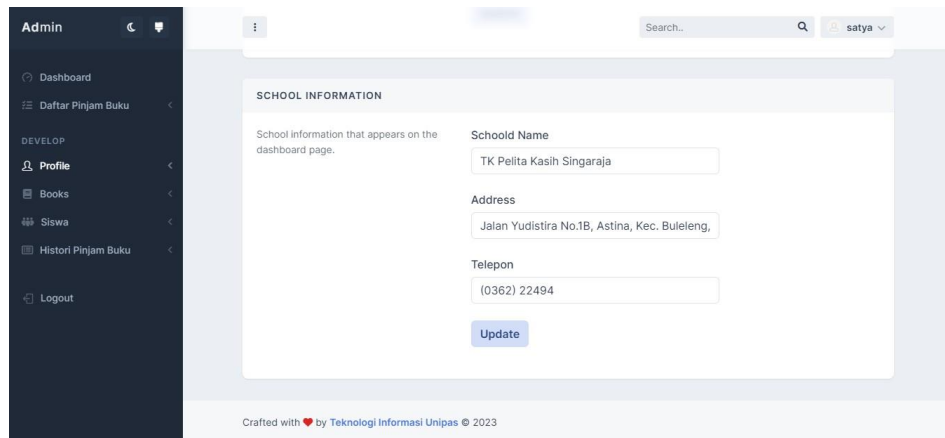 Admin
Search..
satya
Dashboard
Daftar Pinjam Buku
DEVELOP
Profile
Books
Siswa
Histori Pinjam Buku
Logout
SCHOOL INFORMATION
School information that appears on the
dashboard page.
Schoold Name
TK Pelita Kasih Singaraja
Address
Jalan Yudistira No.1B, Astina, Kec. Buleleng,
Telepon
(0362) 22494
Update
Crafted with ❤ by Teknologi Informasi Unipas © 2023